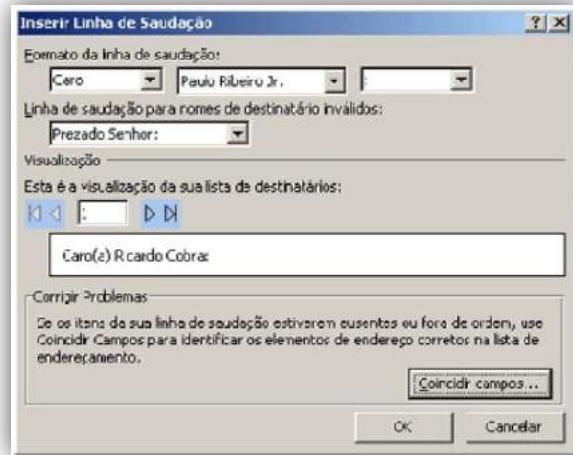 Inserir Linha de Saudação
Formato da linha de saudação:
Caro Paulo Ribeiro Jr. :
Linha de saudação para nomes de destinatário inválidos:
Prezado Senhor:
Visualização
Esta é a visualização da sua lista de destinatários:
Caro(a) Ricardo Cobra:
Corrigir Problemas
Se os itens da sua linha de saudação estiverem ausentes ou fora de ordem, use
Coincidir Campos para identificar os elementos de endereço corretos na lista de
endereçamento.
Coincidir campos...
OK Cancelar